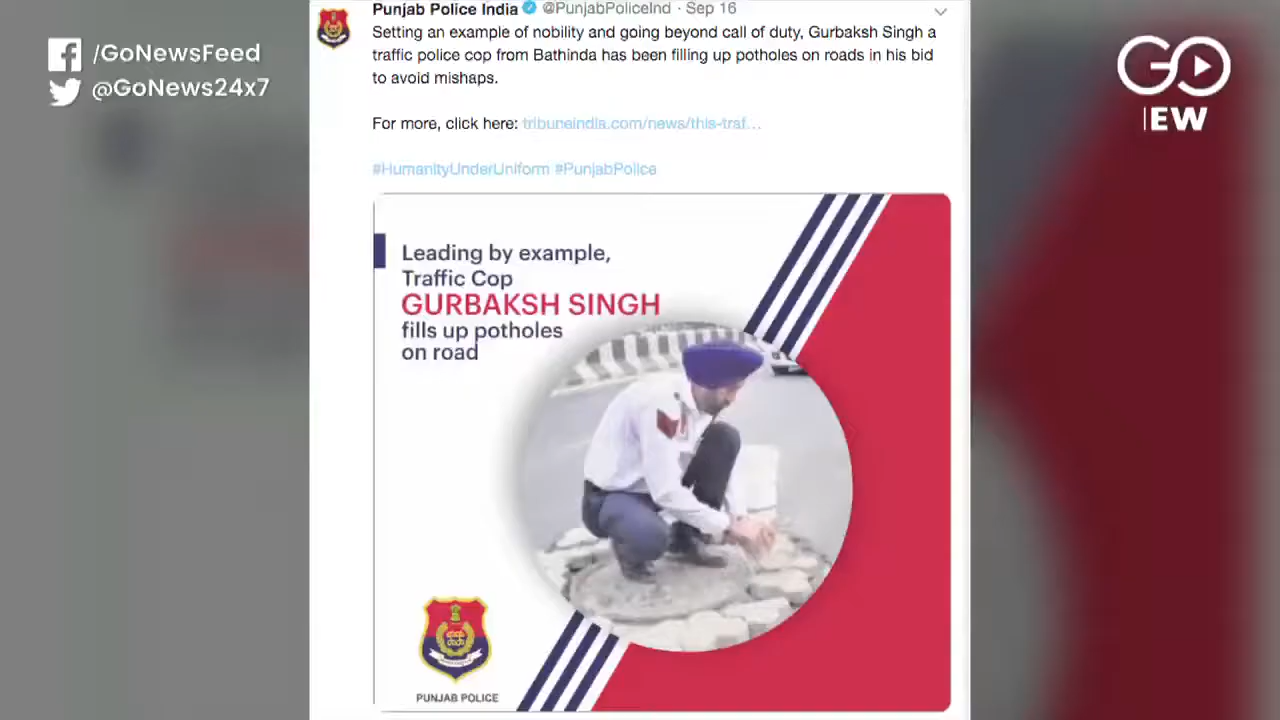 /GoNewsFeed
@GoNews24x7
GO
EW
Punjab Police India @PunjabPoliceInd · Sep 16
Setting an example of nobility and going beyond call of duty, Gurbaksh Singh a
traffic police cop from Bathinda has been filling up potholes on roads in his bid
to avoid mishaps.
For more, click here: tribuneindia.com/news/this-traf…
#HumanityUnderUniform #PunjabPolice
Leading by example,
Traffic Cop
GURBAKSH SINGH
fills up potholes
on road
PUNJAB POLICE